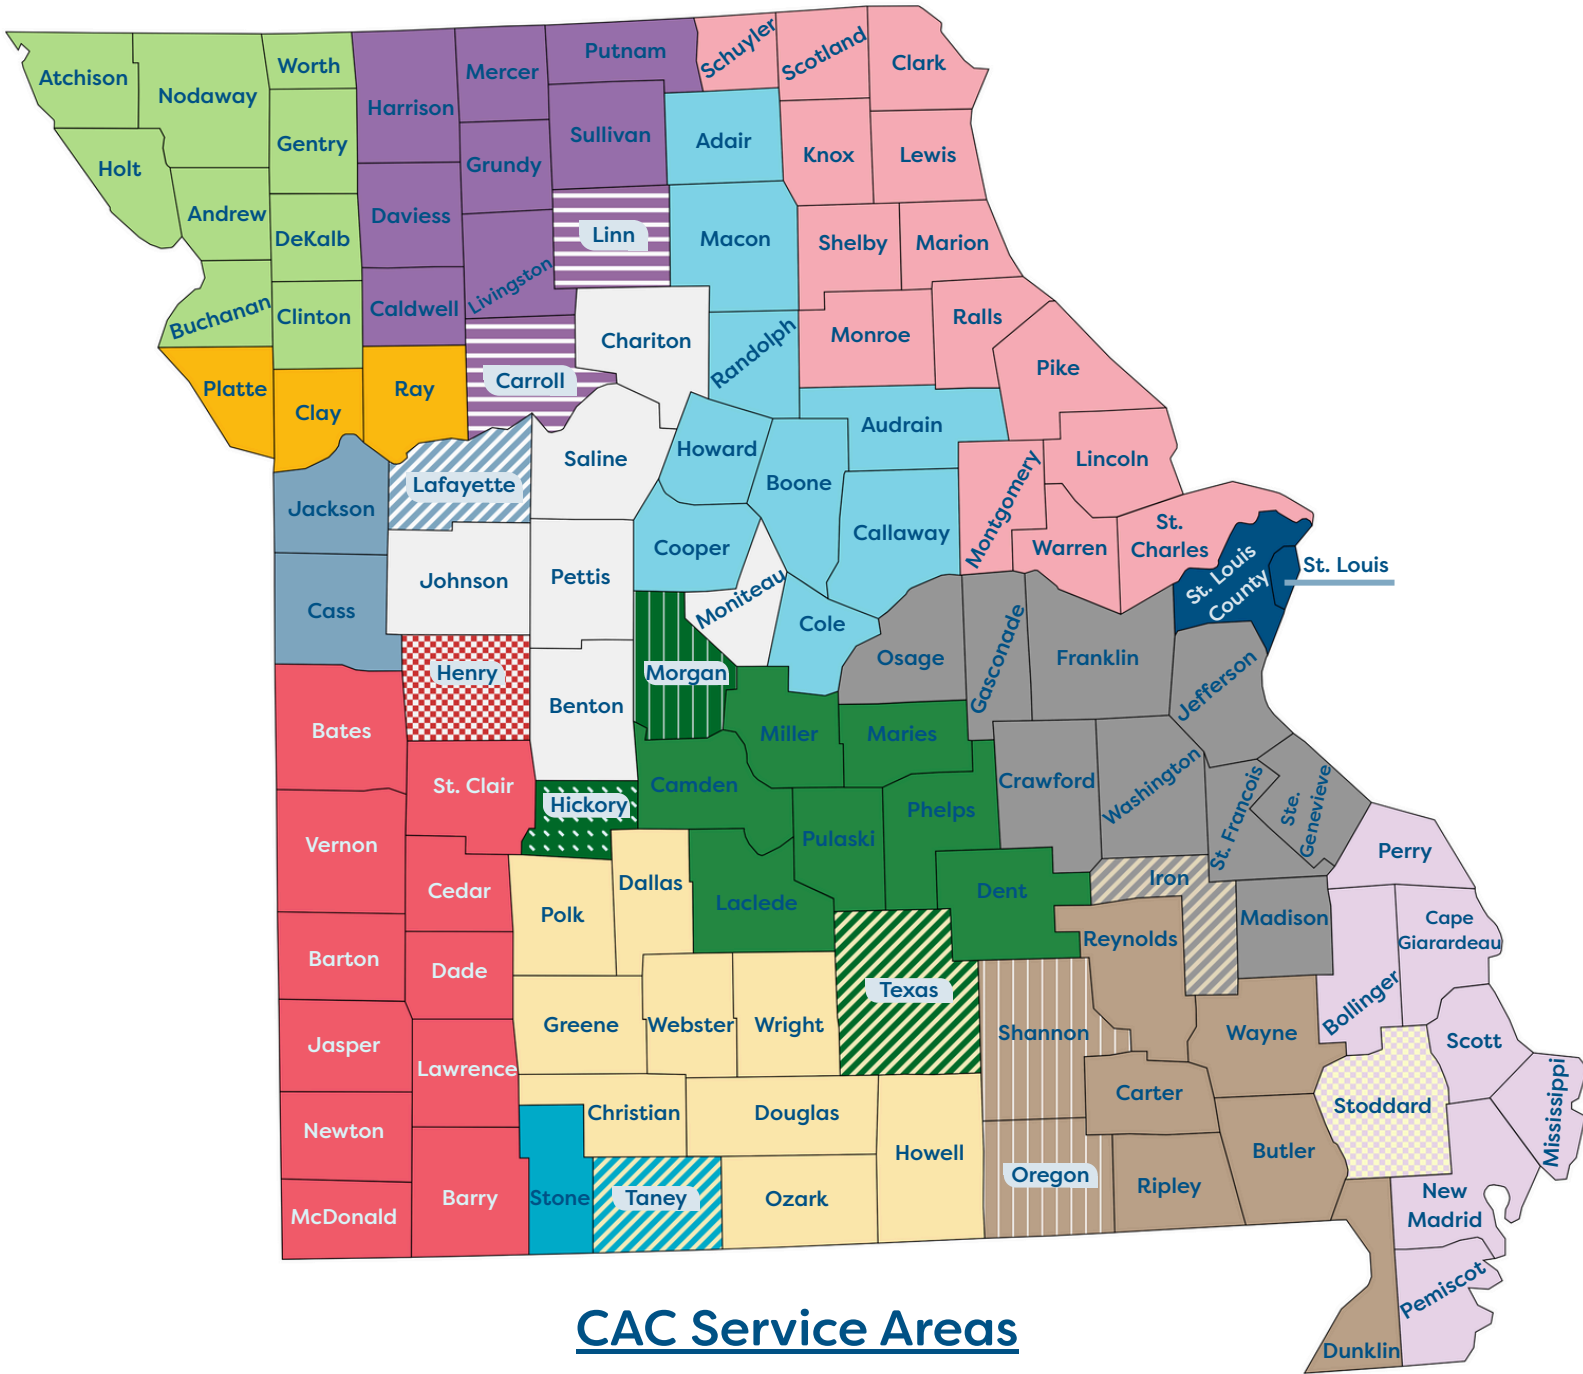 Atchison
Nodaway
Worth
Harrison
Mercer
Putnam
Schuyler
Scotland
Clark
Holt
Gentry
Grundy
Sullivan
Adair
Knox
Lewis
Andrew
DeKalb
Daviess
Linn
Macon
Shelby
Marion
Buchanan
Clinton
Caldwell
Livingston
Chariton
Randolph
Monroe
Ralls
Pike
Platte
Clay
Ray
Carroll
Audrain
Howard
Saline
Boone
Lincoln
Montgomery
Lafayette
Jackson
Cooper
Callaway
Warren
St.
Charles
St. Louis
County
St. Louis
Johnson
Pettis
Moniteau
Cass
Cole
Osage
Gasconade
Franklin
Jefferson
Henry
Morgan
Benton
Bates
Miller
Maries
St. Clair
Hickory
Camden
Crawford
Washington
St. Francois
Ste.
Genevieve
Vernon
Pulaski
Phelps
Perry
Cedar
Polk
Dallas
Laclede
Dent
Iron
Madison
Cape
Giarardeau
Reynolds
Barton
Dade
Texas
Bollinger
Jasper
Greene
Webster
Wright
Shannon
Wayne
Scott
Lawrence
Mississippi
Newton
Christian
Douglas
Carter
Stoddard
Howell
Butler
McDonald
Barry
Stone
Taney
Ozark
Oregon
Ripley
New
Madrid
Pemiscot
Dunklin
CAC Service Areas